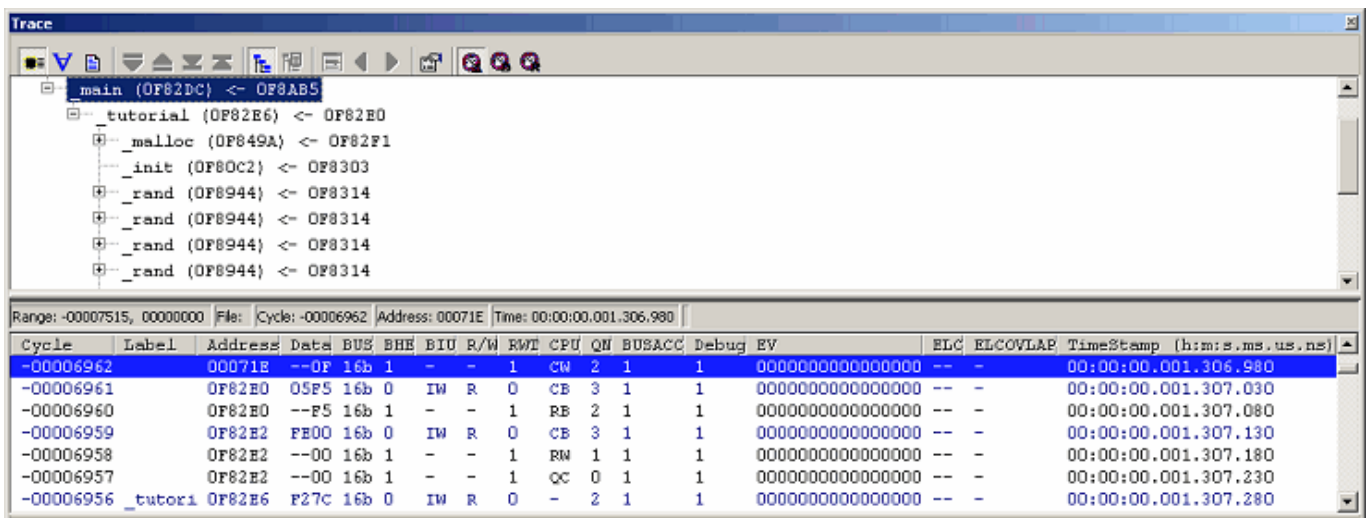 Trace
_main (0F82DC) <- 0F8AB5
_tutorial (0F82E6) <- 0F82E0
_malloc (0F849A) <- 0F82F1
_init (0F80C2) <- 0F8303
_rand (0F8944) <- 0F8314
_rand (0F8944) <- 0F8314
_rand (0F8944) <- 0F8314
_rand (0F8944) <- 0F8314
Range: -00007515, 00000000 File: Cycle: -00006962 Address: 00071E Time: 00:00:00.001.306.980
Cycle Label Address Data BUS BHE BIU R/W RWT CPU QN BUSACC Debug EV ELC ELCOVLAP TimeStamp (h:m:s.ms.us.ns)
-00006962 00071E --0F 16b 1 - - 1 CW 2 1 1 0000000000000000 -- - 00:00:00.001.306.980
-00006961 0F82E0 05F5 16b 0 IW R 0 CB 3 1 1 0000000000000000 -- - 00:00:00.001.307.030
-00006960 0F82E0 --F5 16b 1 - - 1 RB 2 1 1 0000000000000000 -- - 00:00:00.001.307.080
-00006959 0F82E2 FE00 16b 0 IW R 0 CB 3 1 1 0000000000000000 -- - 00:00:00.001.307.130
-00006958 0F82E2 --00 16b 1 - - 1 RW 1 1 1 0000000000000000 -- - 00:00:00.001.307.180
-00006957 0F82E2 --00 16b 1 - - 1 QC 0 1 1 0000000000000000 -- - 00:00:00.001.307.230
-00006956 _tutori 0F82E6 F27C 16b 0 IW R 0 - 2 1 1 0000000000000000 -- - 00:00:00.001.307.280